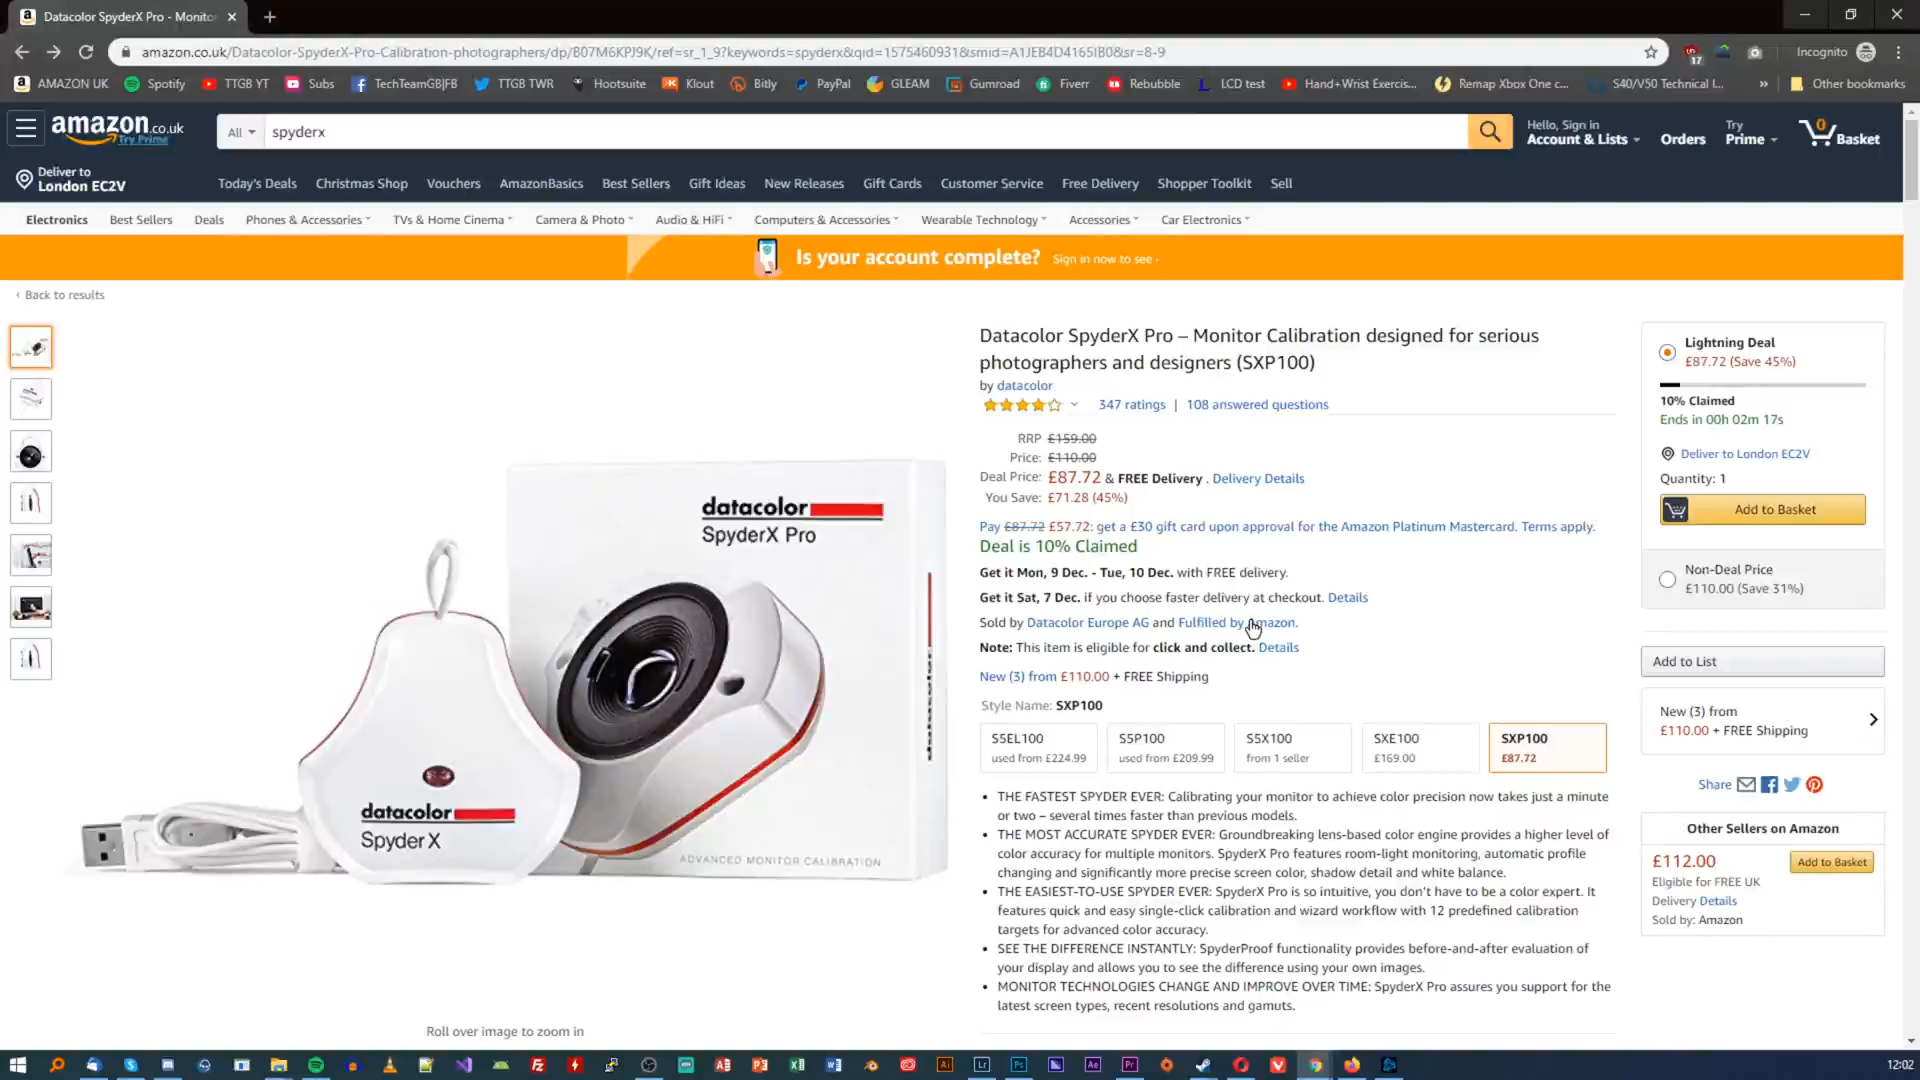 Datacolor SpyderX Pro - Monito
amazon.co.uk/Datacolor-SpyderX-Pro-Calibration-photographers/dp/B07M6KPJ9K/ref=sr_1_9?keywords=spyderx&qid=1575460931&smid=A1JEB4D4165IB08&sr=8-9
17
Incognito
AMAZON UK
Spotify
TTGB YT
Subs
TechTeamGB|FB
TTGB TWR
Hootsuite
Klout
Bitly
PayPal
GLEAM
Gumroad
Fiverr
Rebubble
LCD test
Hand+Wrist Exercis...
Remap Xbox One c...
S40/V50 Technical I...
»
Other bookmarks
amazon.co.uk
Try Prime
All
spyderx
Hello, Sign in
Account & Lists
Orders
Try
Prime
0
Basket
Deliver to
London EC2V
Today's Deals
Christmas Shop
Vouchers
AmazonBasics
Best Sellers
Gift Ideas
New Releases
Gift Cards
Customer Service
Free Delivery
Shopper Toolkit
Sell
Electronics
Best Sellers
Deals
Phones & Accessories
TVs & Home Cinema
Camera & Photo
Audio & HiFi
Computers & Accessories
Wearable Technology
Accessories
Car Electronics
Is your account complete? Sign in now to see ›
‹ Back to results
datacolor
SpyderX Pro
datacolor
datacolor
Spyder X
ADVANCED MONITOR CALIBRATION
Roll over image to zoom in
Datacolor SpyderX Pro – Monitor Calibration designed for serious
photographers and designers (SXP100)
by datacolor
347 ratings | 108 answered questions
RRP £159.00
Price: £110.00
Deal Price: £87.72 & FREE Delivery . Delivery Details
You Save: £71.28 (45%)
Pay £87.72 £57.72: get a £30 gift card upon approval for the Amazon Platinum Mastercard. Terms apply.
Deal is 10% Claimed
Get it Mon, 9 Dec. - Tue, 10 Dec. with FREE delivery.
Get it Sat, 7 Dec. if you choose faster delivery at checkout. Details
Sold by Datacolor Europe AG and Fulfilled by Amazon.
Note: This item is eligible for click and collect. Details
New (3) from £110.00 + FREE Shipping
Style Name: SXP100
S5EL100
used from £224.99
S5P100
used from £209.99
S5X100
from 1 seller
SXE100
£169.00
SXP100
£87.72
• THE FASTEST SPYDER EVER: Calibrating your monitor to achieve color precision now takes just a minute
or two – several times faster than previous models.
• THE MOST ACCURATE SPYDER EVER: Groundbreaking lens-based color engine provides a higher level of
color accuracy for multiple monitors. SpyderX Pro features room-light monitoring, automatic profile
changing and significantly more precise screen color, shadow detail and white balance.
• THE EASIEST-TO-USE SPYDER EVER: SpyderX Pro is so intuitive, you don't have to be a color expert. It
features quick and easy single-click calibration and wizard workflow with 12 predefined calibration
targets for advanced color accuracy.
• SEE THE DIFFERENCE INSTANTLY: SpyderProof functionality provides before-and-after evaluation of
your display and allows you to see the difference using your own images.
• MONITOR TECHNOLOGIES CHANGE AND IMPROVE OVER TIME: SpyderX Pro assures you support for the
latest screen types, recent resolutions and gamuts.
Lightning Deal
£87.72 (Save 45%)
10% Claimed
Ends in 00h 02m 17s
Deliver to London EC2V
Quantity: 1
Add to Basket
Non-Deal Price
£110.00 (Save 31%)
Add to List
New (3) from
£110.00 + FREE Shipping
Share
Other Sellers on Amazon
£112.00
Add to Basket
Eligible for FREE UK
Delivery Details
Sold by: Amazon
Ai
Lr
Ps
Ae
Pr
12:02